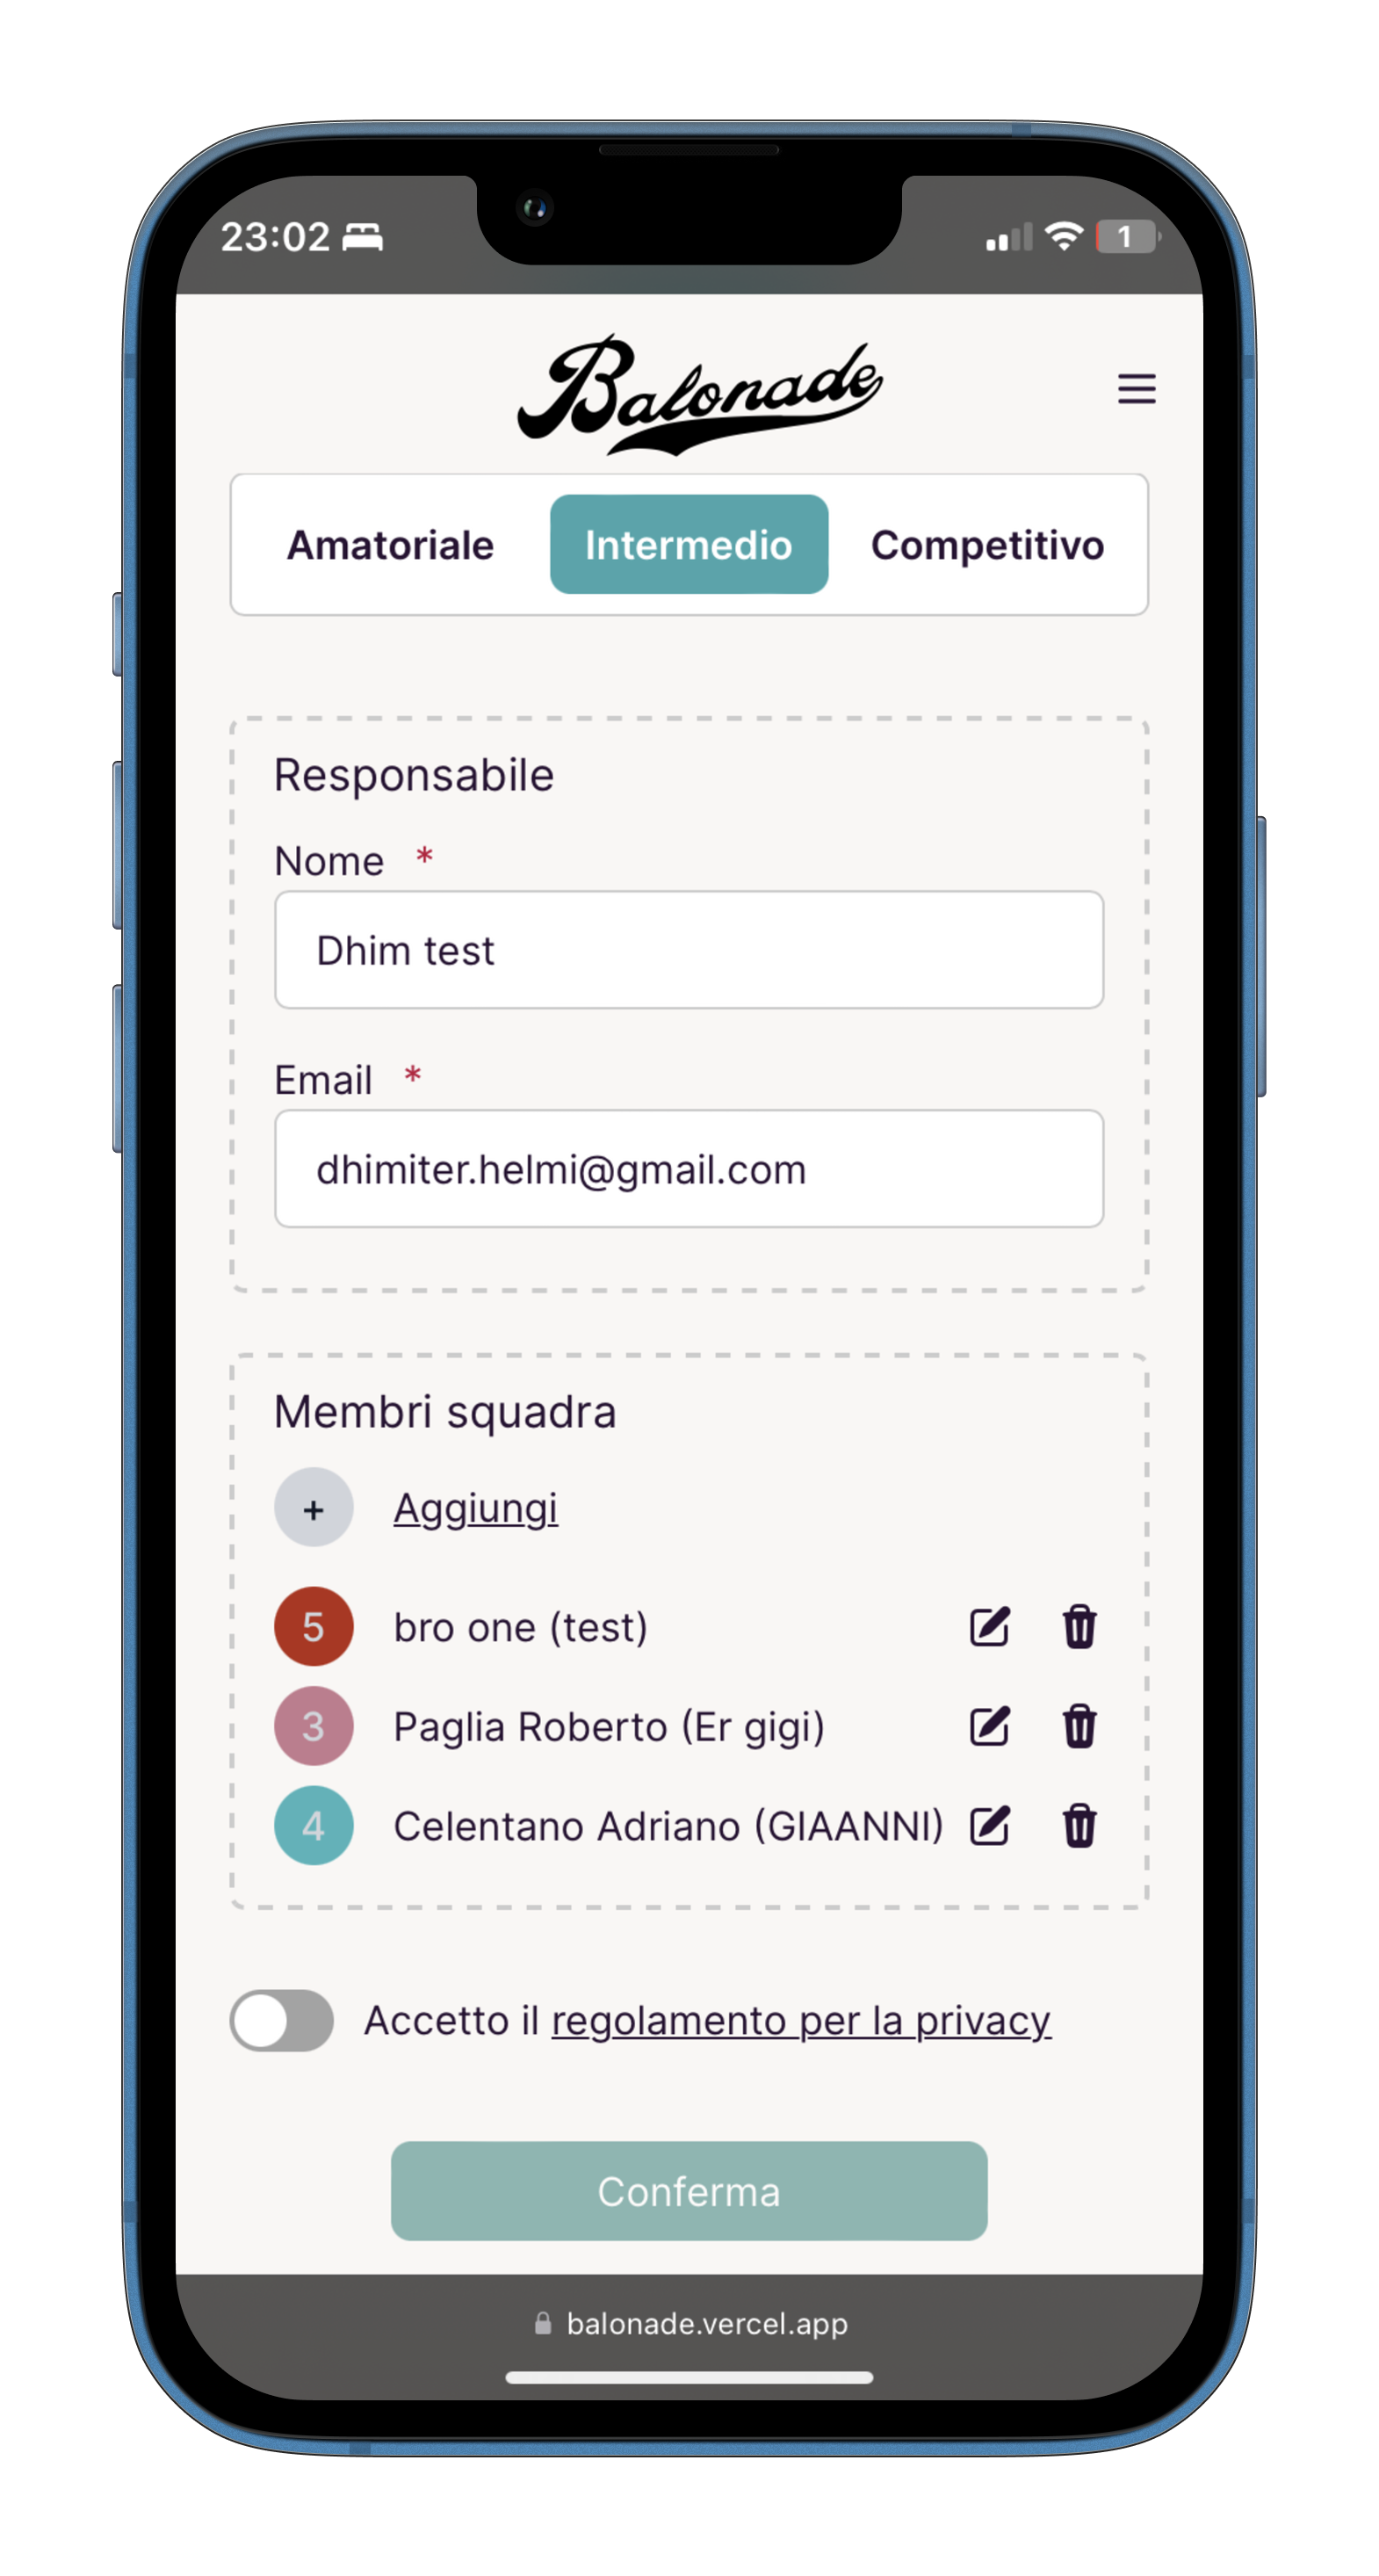 23:02
1
Balonade
Amatoriale Intermedio Competitivo
Responsabile
Nome *
Dhim test
Email *
dhimiter.helmi@gmail.com
Membri squadra
+ Aggiungi
5 bro one (test)
3 Paglia Roberto (Er gigi)
4 Celentano Adriano (GIAANNI)
Accetto il regolamento per la privacy
Conferma
balonade.vercel.app